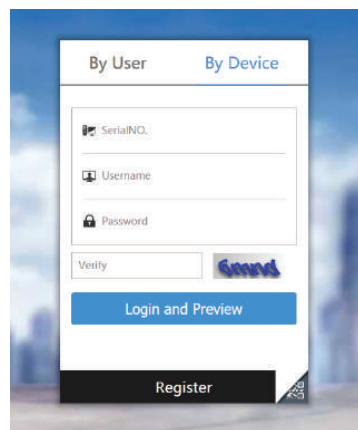 By User By Device
SerialNO.
Username
Password
Verify
Login and Preview
Register